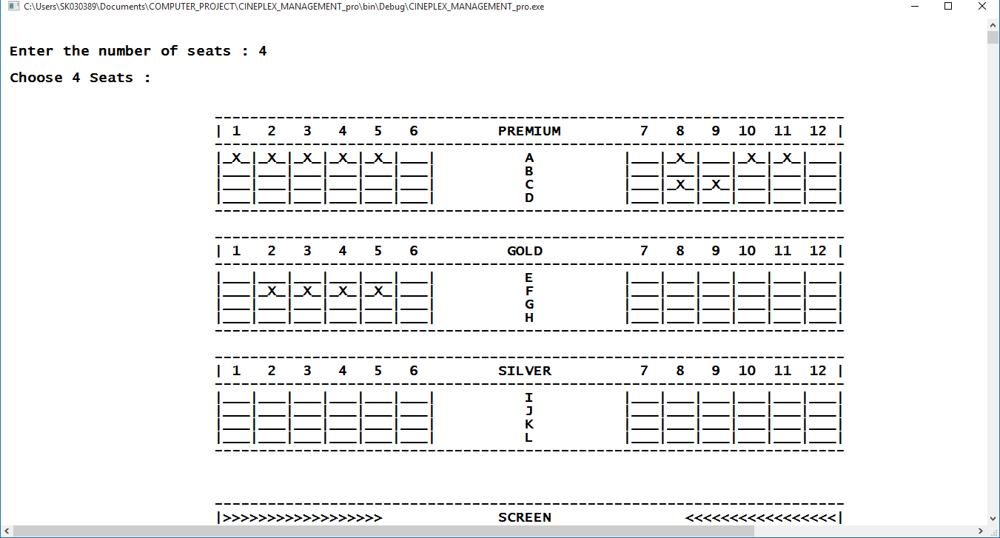 C:\Users\SK030389\Documents\COMPUTER_PROJECT\CINEPLEX_MANAGEMENT_pro\bin\Debug\CINEPLEX_MANAGEMENT_pro.exe
Enter the number of seats : 4
Choose 4 Seats :
-----------------------------------------------------------------------
| 1   2   3   4   5   6         PREMIUM         7   8   9  10  11  12 |
-----------------------------------------------------------------------
|_X_|_X_|_X_|_X_|_X_|___|          A          |___|_X_|___|_X_|_X_|___|
|___|___|___|___|___|___|          B          |___|___|___|___|___|___|
|___|___|___|___|___|___|          C          |___|_X_|_X_|___|___|___|
|___|___|___|___|___|___|          D          |___|___|___|___|___|___|
-----------------------------------------------------------------------
-----------------------------------------------------------------------
| 1   2   3   4   5   6          GOLD           7   8   9  10  11  12 |
-----------------------------------------------------------------------
|___|___|___|___|___|___|          E          |___|___|___|___|___|___|
|___|_X_|_X_|_X_|_X_|___|          F          |___|___|___|___|___|___|
|___|___|___|___|___|___|          G          |___|___|___|___|___|___|
|___|___|___|___|___|___|          H          |___|___|___|___|___|___|
-----------------------------------------------------------------------
-----------------------------------------------------------------------
| 1   2   3   4   5   6         SILVER          7   8   9  10  11  12 |
-----------------------------------------------------------------------
|___|___|___|___|___|___|          I          |___|___|___|___|___|___|
|___|___|___|___|___|___|          J          |___|___|___|___|___|___|
|___|___|___|___|___|___|          K          |___|___|___|___|___|___|
|___|___|___|___|___|___|          L          |___|___|___|___|___|___|
-----------------------------------------------------------------------
-----------------------------------------------------------------------
|>>>>>>>>>>>>>>>>>>             SCREEN               <<<<<<<<<<<<<<<<<|